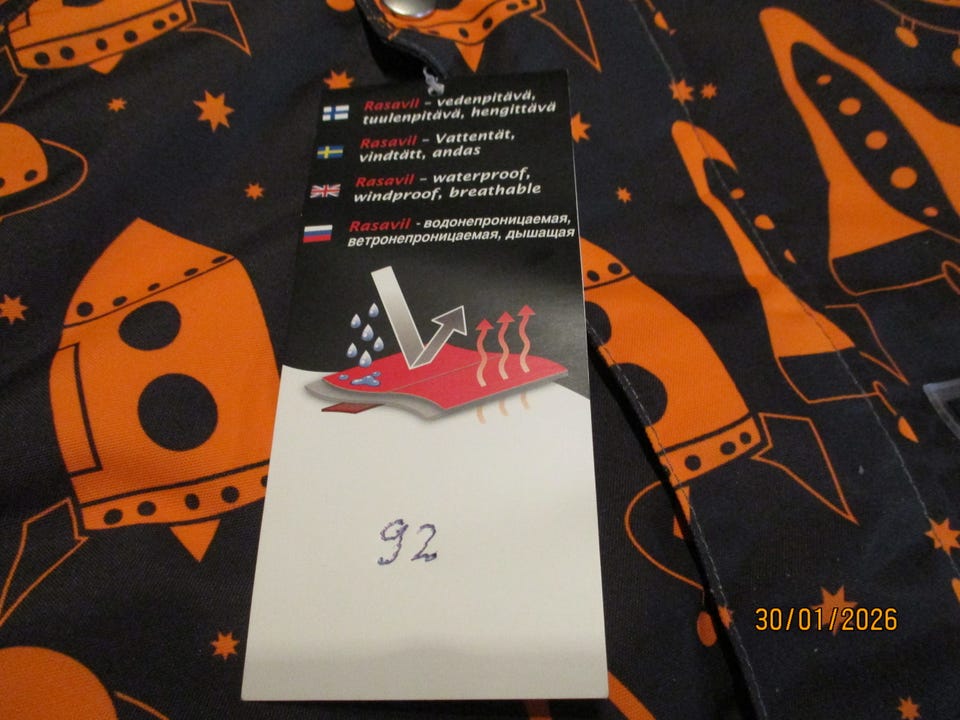 Rasavil – vedenpitävä,
tuulenpitävä, hengittävä
Rasavil – Vattentät,
vindtätt, andas
Rasavil – waterproof,
windproof, breathable
Rasavil - водонепроницаемая,
ветронепроницаемая, дышащая
92
30/01/2026